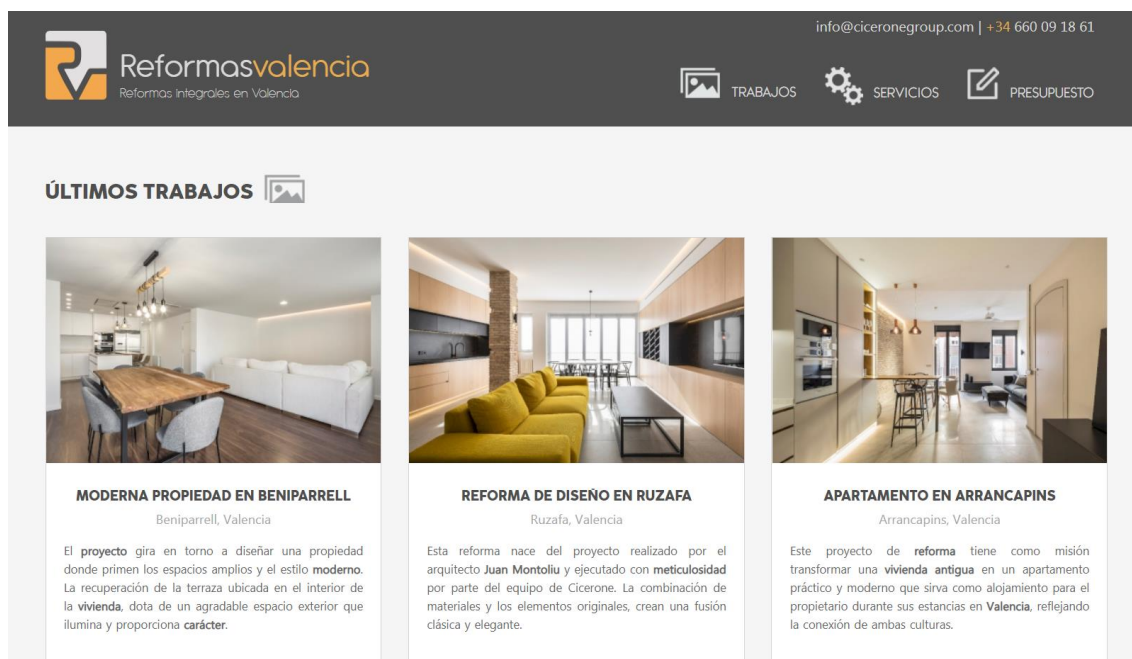 info@ciceronegroup.com | +34 660 09 18 61
Reformasvalencia
Reformas integrales en Valencia
TRABAJOS
SERVICIOS
PRESUPUESTO
ÚLTIMOS TRABAJOS
MODERNA PROPIEDAD EN BENIPARRELL
Beniparrell, Valencia
El proyecto gira en torno a diseñar una propiedad
donde primen los espacios amplios y el estilo moderno.
La recuperación de la terraza ubicada en el interior de
la vivienda, dota de un agradable espacio exterior que
ilumina y proporciona carácter.
REFORMA DE DISEÑO EN RUZAFA
Ruzafa, Valencia
Esta reforma nace del proyecto realizado por el
arquitecto Juan Montoliu y ejecutado con meticulosidad
por parte del equipo de Cicerone. La combinación de
materiales y los elementos originales, crean una fusión
clásica y elegante.
APARTAMENTO EN ARRANCAPINS
Arrancapins, Valencia
Este proyecto de reforma tiene como misión
transformar una vivienda antigua en un apartamento
práctico y moderno que sirva como alojamiento para el
propietario durante sus estancias en Valencia, reflejando
la conexión de ambas culturas.